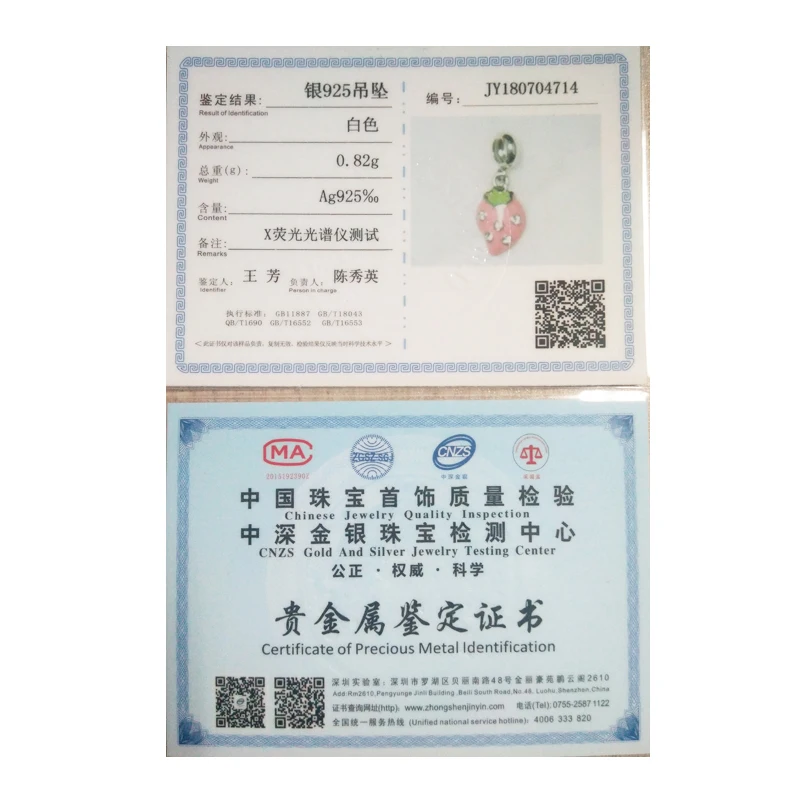 鉴定结果: 银925吊坠
Result of Identification
外观: 白色
Appearance
总重(g): 0.82g
Weight
含量: Ag925‰
Content
备注: X荧光光谱仪测试
Remarks
鉴定人: 王 芳 负责人: 陈秀英
Identifier Person in charge
执行标准: GB11887 GB/T18043
QB/T1690 GB/T16552 GB/T16553
编号: JY180704714
MA
ZGSZ-SG
CNZS
中国珠宝首饰质量检验
Chinese Jewelry Quality Inspection
中深金银珠宝检测中心
CNZS Gold And Silver Jewelry Testing Center
公正 · 权威 · 科学
贵金属鉴定证书
Certificate of Precious Metal Identification
深圳实验室: 深圳市罗湖区贝丽南路48号金丽豪苑鹏云阁2610
Add:Rm2610,Pengyunge Jinli Building ,Beili South Road,No.48, Luohu,Shenzhen,China
证书查询网址(http): www.zhongshenjinyin.com 电话(Tel): 0755-2587 1122
全国统一服务热线 (Unified national service hotline): 4006 333 820